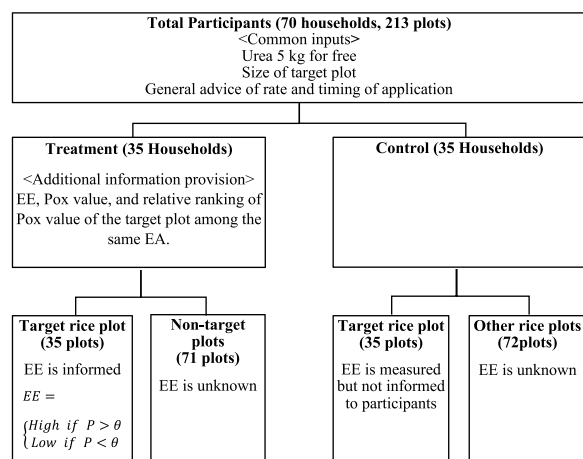 Total Participants (70 households, 213 plots)
<Common inputs>
Urea 5 kg for free
Size of target plot
General advice of rate and timing of application
Treatment (35 Households)
<Additional information provision>
EE, Pox value, and relative ranking of
Pox value of the target plot among the
same EA.
Control (35 Households)
Target rice plot
(35 plots)
EE is informed
EE =
{High if P > θ
Low if P < θ
Non-target
plots
(71 plots)
EE is unknown
Target rice plot
(35 plots)
EE is measured
but not informed
to participants
Other rice plots
(72plots)
EE is unknown